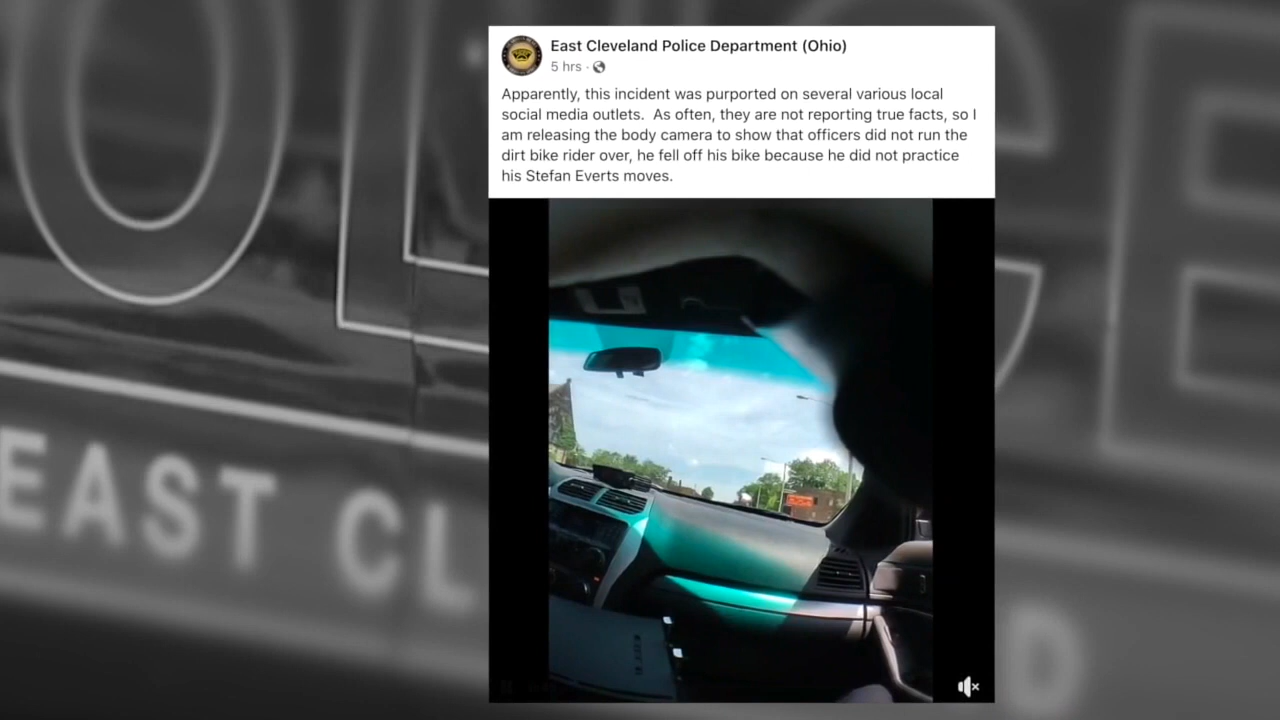 East Cleveland Police Department (Ohio)
5 hrs ·
Apparently, this incident was purported on several various local
social media outlets.  As often, they are not reporting true facts, so I
am releasing the body camera to show that officers did not run the
dirt bike rider over, he fell off his bike because he did not practice
his Stefan Everts moves.
EAST CL